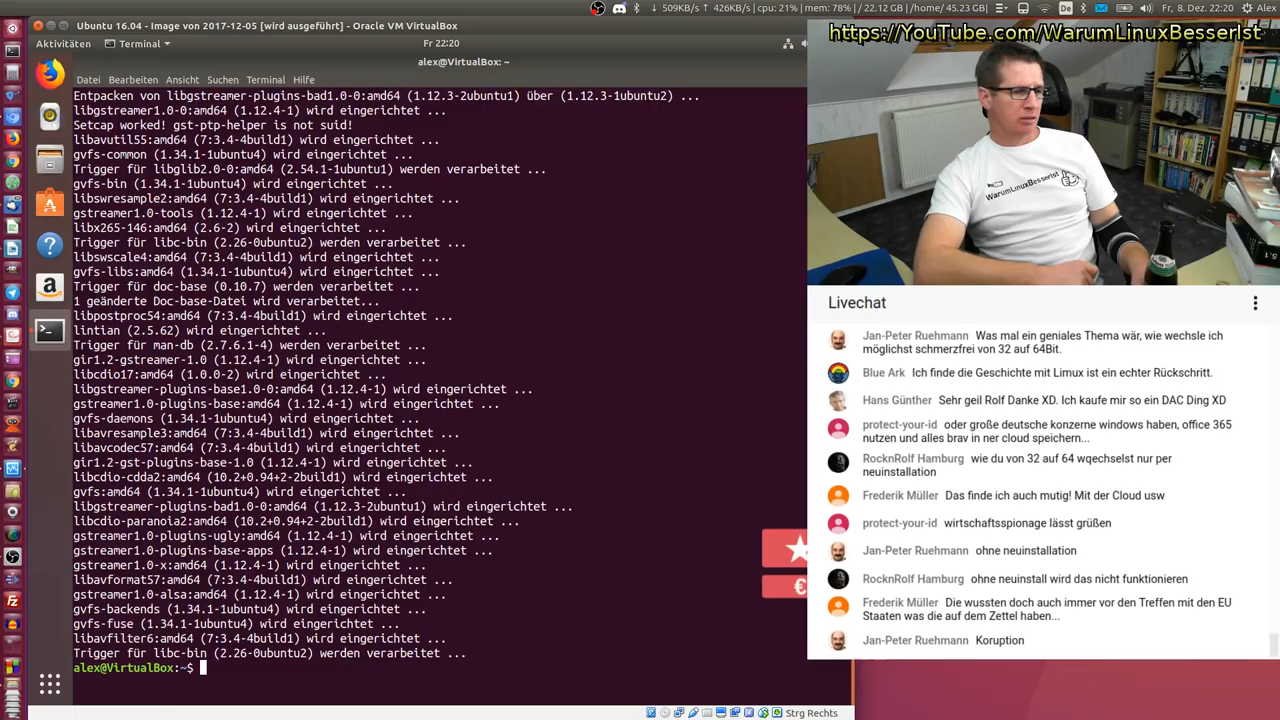 Ubuntu 16.04 - Image von 2017-12-05 [wird ausgeführt] - Oracle VM VirtualBox
509KB/s 426KB/s | cpu: 21% | mem: 78% | /: 22.12 GB | /home/: 45.23 GB
De
Fr, 8. Dez, 22:20
Alex
Aktivitäten
Terminal
Fr 22:20
alex@VirtualBox: ~
Datei Bearbeiten Ansicht Suchen Terminal Hilfe
Entpacken von libgstreamer-plugins-bad1.0-0:amd64 (1.12.3-2ubuntu1) über (1.12.3-1ubuntu2) ...
libgstreamer1.0-0:amd64 (1.12.4-1) wird eingerichtet ...
Setcap worked! gst-ptp-helper is not suid!
libavutil55:amd64 (7:3.4-4build1) wird eingerichtet ...
gvfs-common (1.34.1-1ubuntu4) wird eingerichtet ...
Trigger für libglib2.0-0:amd64 (2.54.1-1ubuntu1) werden verarbeitet ...
gvfs-bin (1.34.1-1ubuntu4) wird eingerichtet ...
libswresample2:amd64 (7:3.4-4build1) wird eingerichtet ...
gstreamer1.0-tools (1.12.4-1) wird eingerichtet ...
libx265-146:amd64 (2.6-2) wird eingerichtet ...
Trigger für libc-bin (2.26-0ubuntu2) werden verarbeitet ...
libswscale4:amd64 (7:3.4-4build1) wird eingerichtet ...
gvfs-libs:amd64 (1.34.1-1ubuntu4) wird eingerichtet ...
Trigger für doc-base (0.10.7) werden verarbeitet ...
1 geänderte Doc-base-Datei wird verarbeitet...
libpostproc54:amd64 (7:3.4-4build1) wird eingerichtet ...
lintian (2.5.62) wird eingerichtet ...
Trigger für man-db (2.7.6.1-4) werden verarbeitet ...
gir1.2-gstreamer-1.0 (1.12.4-1) wird eingerichtet ...
libcdio17:amd64 (1.0.0-2) wird eingerichtet ...
libgstreamer-plugins-base1.0-0:amd64 (1.12.4-1) wird eingerichtet ...
gstreamer1.0-plugins-base:amd64 (1.12.4-1) wird eingerichtet ...
gvfs-daemons (1.34.1-1ubuntu4) wird eingerichtet ...
libavresample3:amd64 (7:3.4-4build1) wird eingerichtet ...
libavcodec57:amd64 (7:3.4-4build1) wird eingerichtet ...
gir1.2-gst-plugins-base-1.0 (1.12.4-1) wird eingerichtet ...
libcdio-cdda2:amd64 (10.2+0.94+2-2build1) wird eingerichtet ...
gvfs:amd64 (1.34.1-1ubuntu4) wird eingerichtet ...
libgstreamer-plugins-bad1.0-0:amd64 (1.12.3-2ubuntu1) wird eingerichtet ...
libcdio-paranoia2:amd64 (10.2+0.94+2-2build1) wird eingerichtet ...
gstreamer1.0-plugins-ugly:amd64 (1.12.4-1) wird eingerichtet ...
gstreamer1.0-plugins-base-apps (1.12.4-1) wird eingerichtet ...
gstreamer1.0-x:amd64 (1.12.4-1) wird eingerichtet ...
libavformat57:amd64 (7:3.4-4build1) wird eingerichtet ...
gstreamer1.0-alsa:amd64 (1.12.4-1) wird eingerichtet ...
gvfs-backends (1.34.1-1ubuntu4) wird eingerichtet ...
gvfs-fuse (1.34.1-1ubuntu4) wird eingerichtet ...
libavfilter6:amd64 (7:3.4-4build1) wird eingerichtet ...
Trigger für libc-bin (2.26-0ubuntu2) werden verarbeitet ...
alex@VirtualBox:~$
Strg Rechts
https://YouTube.com/WarumLinuxBesserIst
WarumLinuxBesserIst
5.1
Livechat
Jan-Peter Ruehmann Was mal ein geniales Thema wär, wie wechsle ich
möglichst schmerzfrei von 32 auf 64Bit.
Blue Ark Ich finde die Geschichte mit Limux ist ein echter Rückschritt.
Hans Günther Sehr geil Rolf Danke XD. Ich kaufe mir so ein DAC Ding XD
protect-your-id oder große deutsche konzerne windows haben, office 365
nutzen und alles brav in ner cloud speichern...
RocknRolf Hamburg wie du von 32 auf 64 wqechselst nur per
neuinstallation
Frederik Müller Das finde ich auch mutig! Mit der Cloud usw
protect-your-id wirtschaftsspionage lässt grüßen
Jan-Peter Ruehmann ohne neuinstallation
RocknRolf Hamburg ohne neuinstall wird das nicht funktionieren
Frederik Müller Die wussten doch auch immer vor den Treffen mit den EU
Staaten was die auf dem Zettel haben...
Jan-Peter Ruehmann Koruption